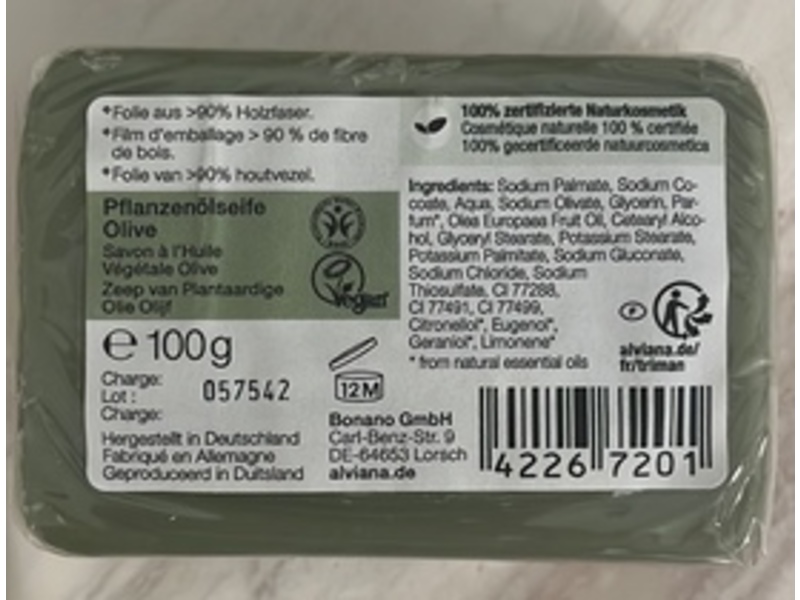 *Folie aus >90% Holzfaser.
*Film d'emballage > 90 % de fibre
de bois.
*Folie van >90% houtvezel.
100% zertifizierte Naturkosmetik
Cosmétique naturelle 100 % certifiée
100% gecertificeerde natuurcosmetica
Pflanzenölseife
Olive
Savon à l'Huile
Végétale Olive
Zeep van Plantaardige
Olie Olijf
Vegan
Ingredients: Sodium Palmate, Sodium Co-
coate, Aqua, Sodium Olivate, Glycerin, Par-
fum*, Olea Europaea Fruit Oil, Cetearyl Alco-
hol, Glyceryl Stearate, Potassium Stearate,
Potassium Palmitate, Sodium Gluconate,
Sodium Chloride, Sodium
Thiosulfate, CI 77288,
CI 77491, CI 77499,
Citronellol*, Eugenol*,
Geraniol*, Limonene*
* from natural essential oils
alviana.de/
fr/triman
℮ 100g
Charge:
Lot :
Charge:
057542
12M
Hergestellt in Deutschland
Fabriqué en Allemagne
Geproduceerd in Duitsland
Bonano GmbH
Carl-Benz-Str. 9
DE-64653 Lorsch
alviana.de
4226 7201